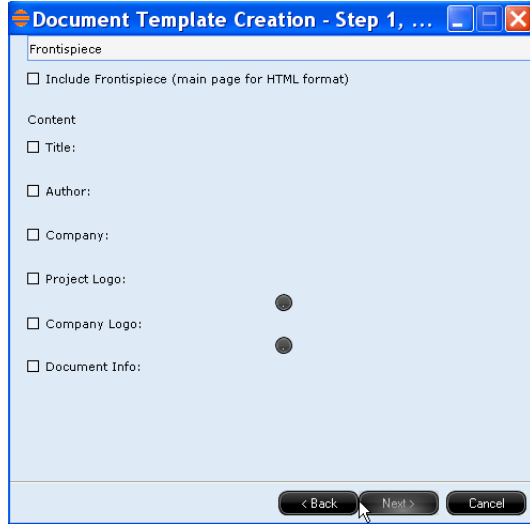 Document Template Creation - Step 1, ...
Frontispiece
Include Frontispiece (main page for HTML format)
Content
Title:
Author:
Company:
Project Logo:
Company Logo:
Document Info:
< Back Next > Cancel